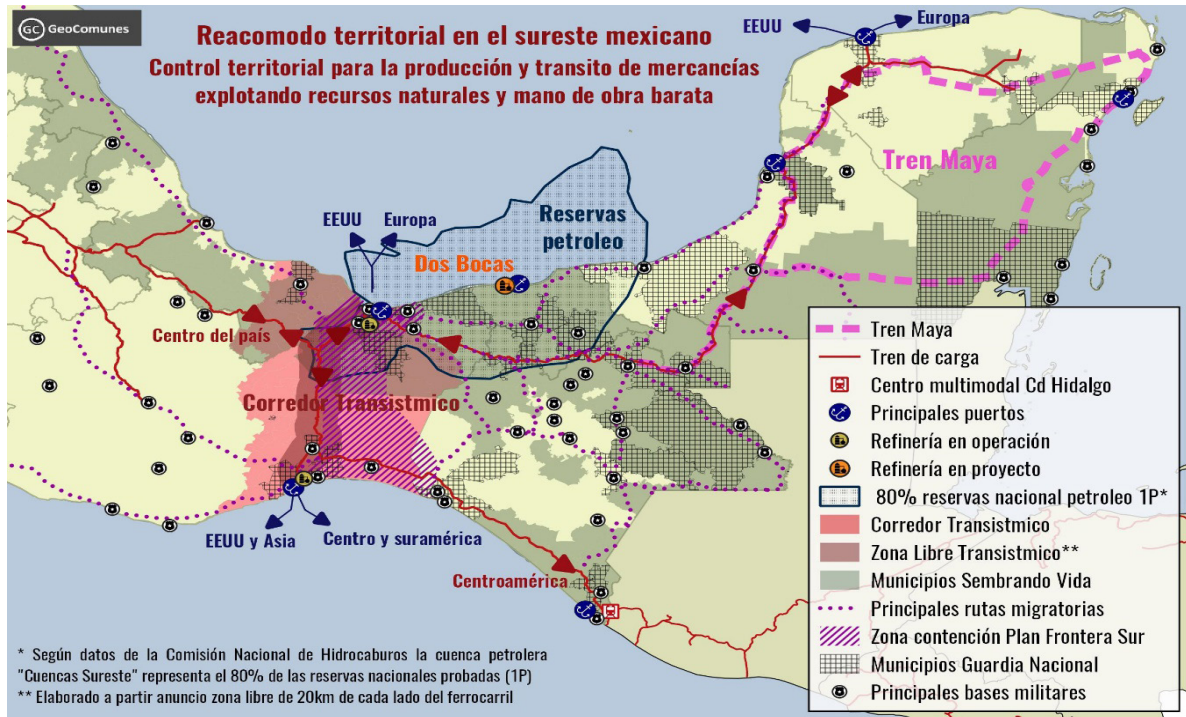 GC GeoComunes
Reacomodo territorial en el sureste mexicano
Control territorial para la producción y transito de mercancías
explotando recursos naturales y mano de obra barata
EEUU
Europa
Tren Maya
EEUU
Europa
Reservas
petroleo
Dos Bocas
Centro del país
Corredor Transístmico
EEUU y Asia
Centro y suramérica
Centroamérica
Tren Maya
Tren de carga
Centro multimodal Cd Hidalgo
Principales puertos
Refinería en operación
Refinería en proyecto
80% reservas nacional petroleo 1P*
Corredor Transístmico
Zona Libre Transístmico**
Municipios Sembrando Vida
Principales rutas migratorias
Zona contención Plan Frontera Sur
Municipios Guardia Nacional
Principales bases militares
* Según datos de la Comisión Nacional de Hidrocaburos la cuenca petrolera
"Cuencas Sureste" representa el 80% de las reservas nacionales probadas (1P)
** Elaborado a partir anuncio zona libre de 20km de cada lado del ferrocarril